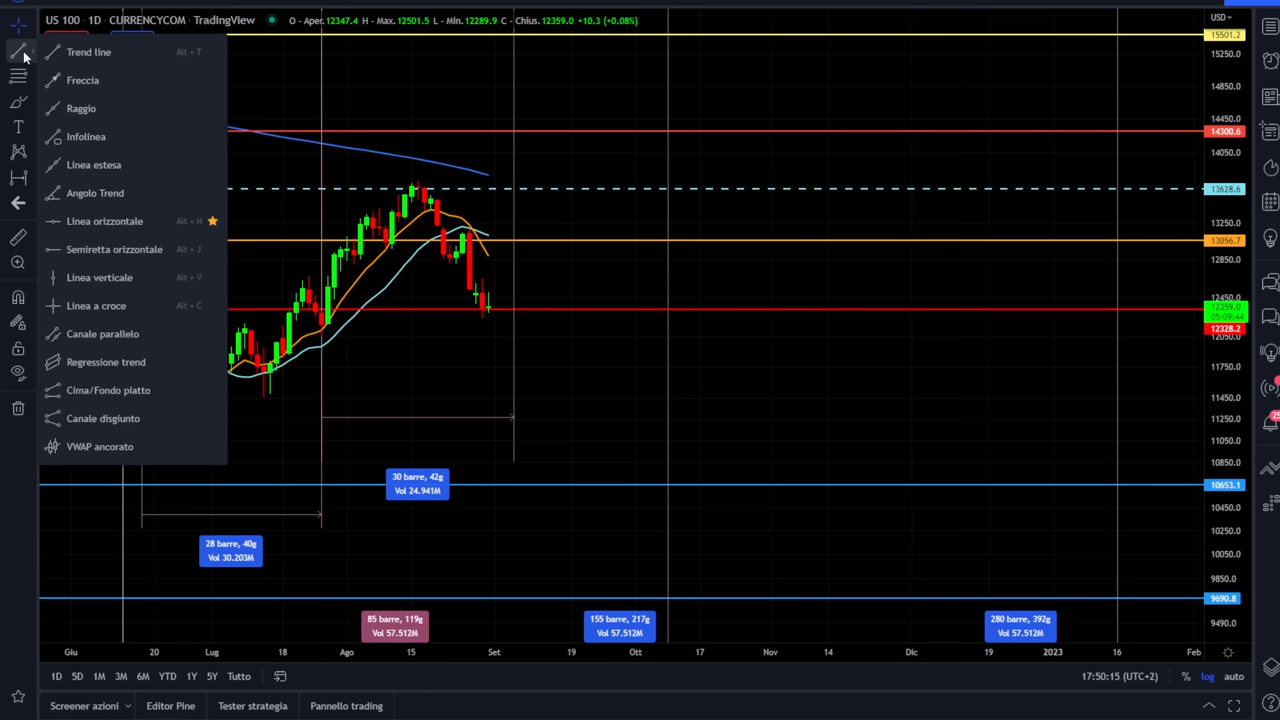 US 100 · 1D · CURRENCYCOM · TradingView O - Aper. 12347.4 H - Max. 12501.5 L - Min. 12289.9 C - Chius. 12359.0 +10.3 (+0.08%)
USD
Trend line Alt + T
Freccia
Raggio
Infolinea
Linea estesa
Angolo Trend
Linea orizzontale Alt + H
Semiretta orizzontale Alt + J
Linea verticale Alt + V
Linea a croce Alt + C
Canale parallelo
Regressione trend
Cima/Fondo piatto
Canale disgiunto
VWAP ancorato
15501.2
15250.0
14850.0
14450.0
14300.6
14050.0
13628.6
13250.0
13056.7
12850.0
12450.0
12359.0
05:09:44
12328.2
12050.0
11750.0
11450.0
11250.0
11050.0
10850.0
10653.1
10450.0
10250.0
10050.0
9850.0
9690.8
9490.0
30 barre, 42g
Vol 24.941M
28 barre, 40g
Vol 30.203M
85 barre, 119g
Vol 57.512M
155 barre, 217g
Vol 57.512M
280 barre, 392g
Vol 57.512M
Giu 20 Lug 18 Ago 15 Set 19 Ott 17 Nov 14 Dic 19 2023 16 Feb
1D 5D 1M 3M 6M YTD 1Y 5Y Tutto 17:50:15 (UTC+2) % log auto
Screener azioni Editor Pine Tester strategia Pannello trading